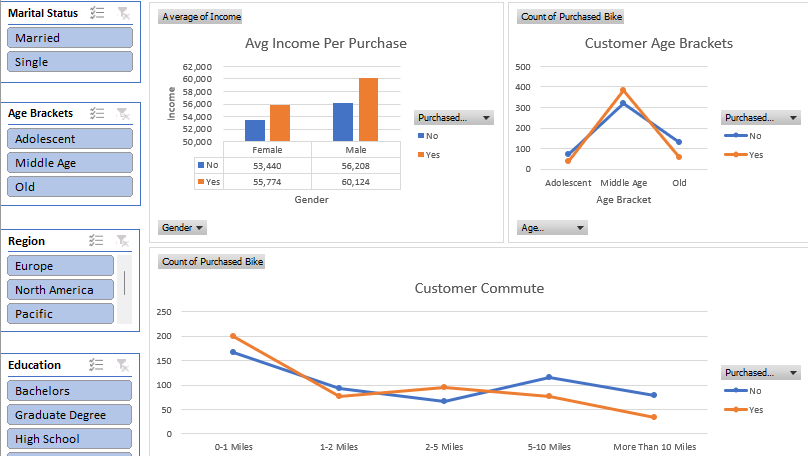 Marital Status
Married
Single
Age Brackets
Adolescent
Middle Age
Old
Region
Europe
North America
Pacific
Education
Bachelors
Graduate Degree
High School
Average of Income
Avg Income Per Purchase
62,000
60,000
58,000
56,000
54,000
52,000
50,000
Income
Female Male
No 53,440 56,208
Yes 55,774 60,124
Gender
Purchased...
No
Yes
Gender
Count of Purchased Bike
Customer Age Brackets
500
400
300
200
100
0
Adolescent Middle Age Old
Age Bracket
Purchased...
No
Yes
Age...
Count of Purchased Bike
Customer Commute
250
200
150
100
50
0
0-1 Miles 1-2 Miles 2-5 Miles 5-10 Miles More Than 10 Miles
Purchased...
No
Yes